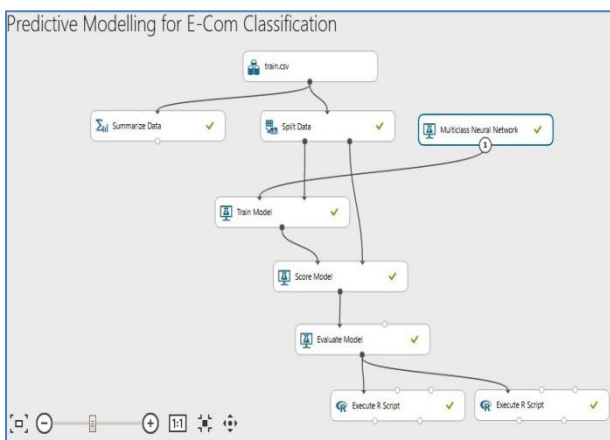 Predictive Modelling for E-Com Classification
train.csv
Summarize Data
Split Data
Multiclass Neural Network
1
Train Model
Score Model
Evaluate Model
Execute R Script
Execute R Script
1:1